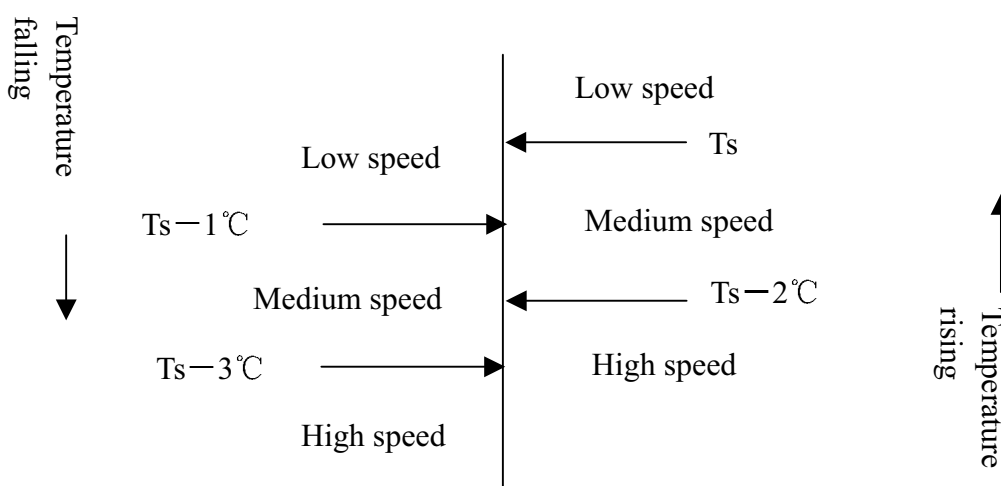 Temperature
falling
Low speed
Ts
Low speed
Ts－1℃
Medium speed
Medium speed
Ts－2℃
Ts－3℃
High speed
High speed
Temperature
rising